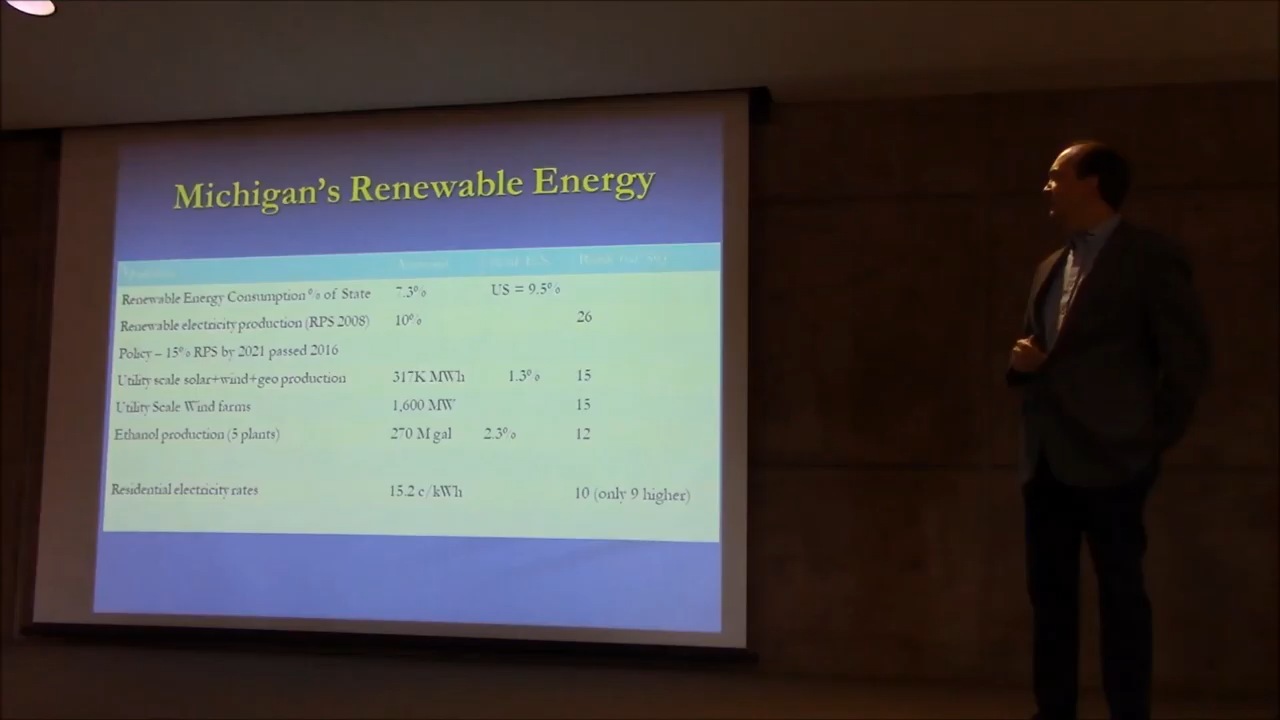 Michigan's Renewable Energy
Renewable Energy Consumption % of State 7.3% US = 9.5%
Renewable electricity production (RPS 2008) 10% 26
Policy – 15% RPS by 2021 passed 2016
Utility scale solar+wind+geo production 317K MWh 1.3% 15
Utility Scale Wind farms 1,600 MW 15
Ethanol production (5 plants) 270 M gal 2.3% 12
Residential electricity rates 15.2 c/kWh 10 (only 9 higher)